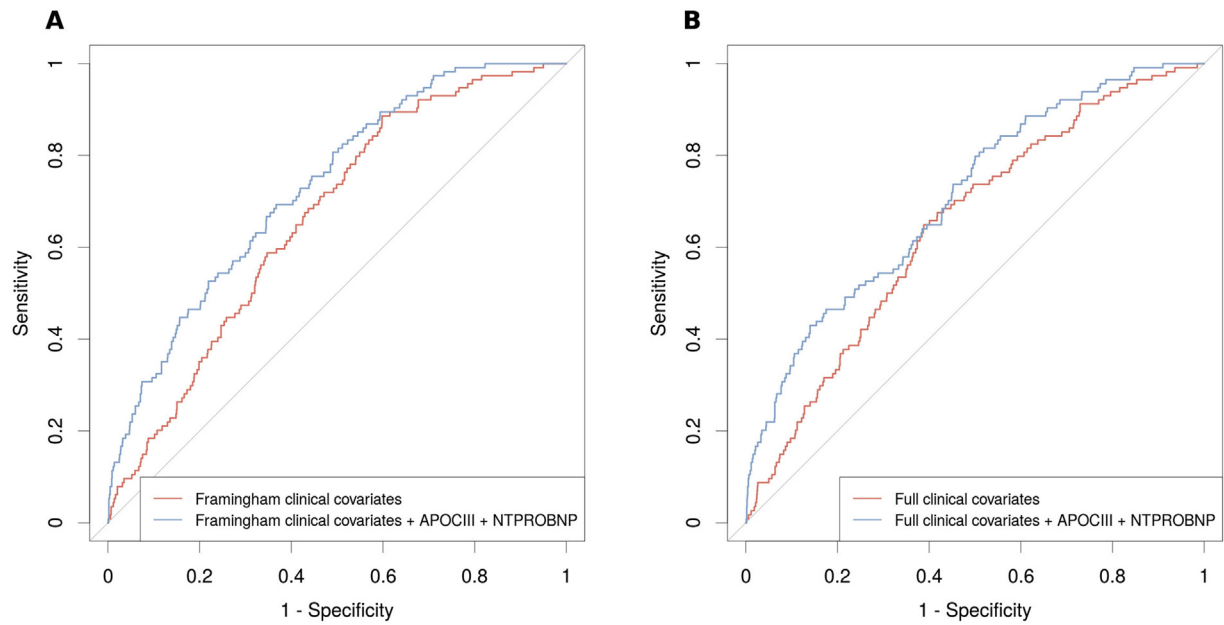 A
1
0.8
0.6
0.4
0.2
0
Sensitivity
Framingham clinical covariates
Framingham clinical covariates + APOCIII + NTPROBNP
0 0.2 0.4 0.6 0.8 1
1 - Specificity
B
1
0.8
0.6
0.4
0.2
0
Sensitivity
Full clinical covariates
Full clinical covariates + APOCIII + NTPROBNP
0 0.2 0.4 0.6 0.8 1
1 - Specificity